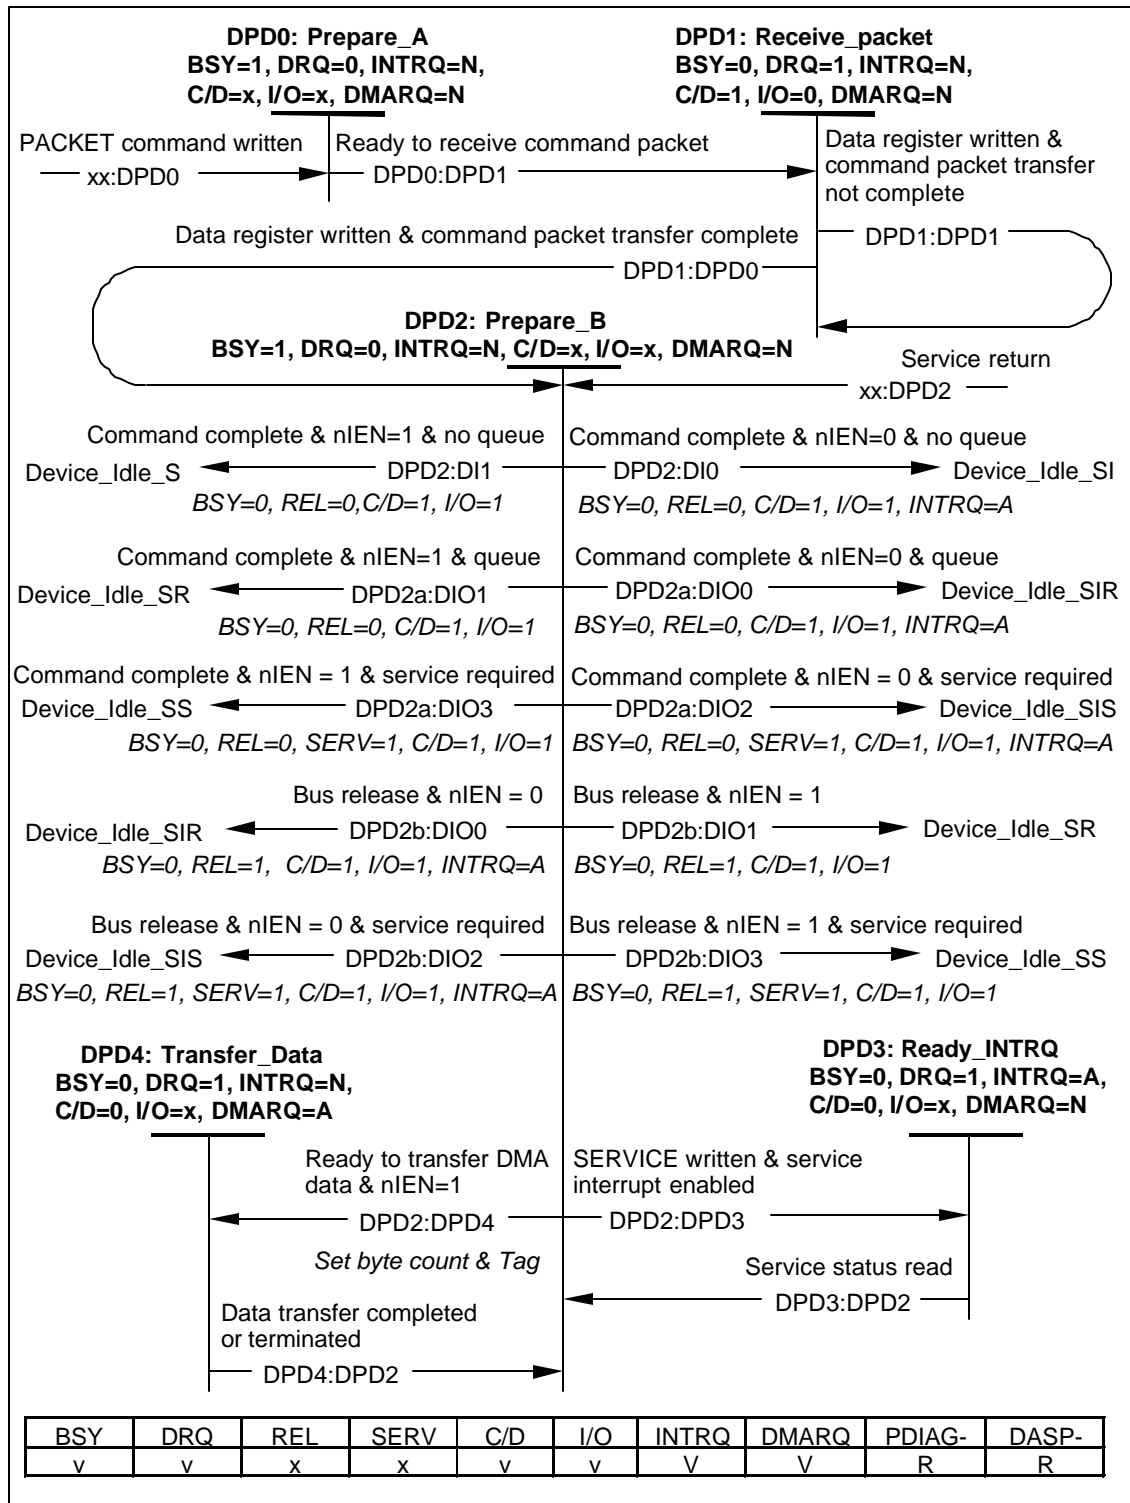 DPD0: Prepare_A
BSY=1, DRQ=0, INTRQ=N,
C/D=x, I/O=x, DMARQ=N
DPD1: Receive_packet
BSY=0, DRQ=1, INTRQ=N,
C/D=1, I/O=0, DMARQ=N
PACKET command written
xx:DPD0
Ready to receive command packet
DPD0:DPD1
Data register written &
command packet transfer
not complete
DPD1:DPD1
Data register written & command packet transfer complete
DPD1:DPD0
DPD2: Prepare_B
BSY=1, DRQ=0, INTRQ=N, C/D=x, I/O=x, DMARQ=N
Service return
xx:DPD2
Command complete & nIEN=1 & no queue
Device_Idle_S
DPD2:DI1
BSY=0, REL=0,C/D=1, I/O=1
Command complete & nIEN=0 & no queue
DPD2:DI0
Device_Idle_SI
BSY=0, REL=0, C/D=1, I/O=1, INTRQ=A
Command complete & nIEN=1 & queue
Device_Idle_SR
DPD2a:DIO1
BSY=0, REL=0, C/D=1, I/O=1
Command complete & nIEN=0 & queue
DPD2a:DIO0
Device_Idle_SIR
BSY=0, REL=0, C/D=1, I/O=1, INTRQ=A
Command complete & nIEN = 1 & service required
Device_Idle_SS
DPD2a:DIO3
BSY=0, REL=0, SERV=1, C/D=1, I/O=1
Command complete & nIEN = 0 & service required
DPD2a:DIO2
Device_Idle_SIS
BSY=0, REL=0, SERV=1, C/D=1, I/O=1, INTRQ=A
Bus release & nIEN = 0
Device_Idle_SIR
DPD2b:DIO0
BSY=0, REL=1, C/D=1, I/O=1, INTRQ=A
Bus release & nIEN = 1
DPD2b:DIO1
Device_Idle_SR
BSY=0, REL=1, C/D=1, I/O=1
Bus release & nIEN = 0 & service required
Device_Idle_SIS
DPD2b:DIO2
BSY=0, REL=1, SERV=1, C/D=1, I/O=1, INTRQ=A
Bus release & nIEN = 1 & service required
DPD2b:DIO3
Device_Idle_SS
BSY=0, REL=1, SERV=1, C/D=1, I/O=1
DPD4: Transfer_Data
BSY=0, DRQ=1, INTRQ=N,
C/D=0, I/O=x, DMARQ=A
DPD3: Ready_INTRQ
BSY=0, DRQ=1, INTRQ=A,
C/D=0, I/O=x, DMARQ=N
Ready to transfer DMA
data & nIEN=1
DPD2:DPD4
Set byte count & Tag
SERVICE written & service
interrupt enabled
DPD2:DPD3
Service status read
DPD3:DPD2
Data transfer completed
or terminated
DPD4:DPD2
BSY DRQ REL SERV C/D I/O INTRQ DMARQ PDIAG- DASP-
v v x x v v V V R R